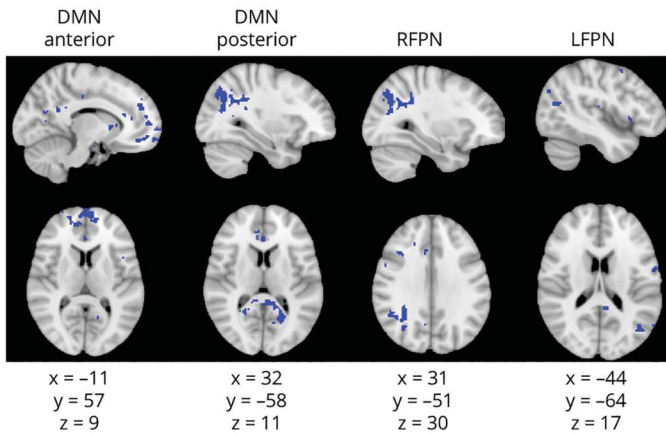 DMN
anterior
DMN
posterior
RFPN
LFPN
x = –11
y = 57
z = 9
x = 32
y = –58
z = 11
x = 31
y = –51
z = 30
x = –44
y = –64
z = 17